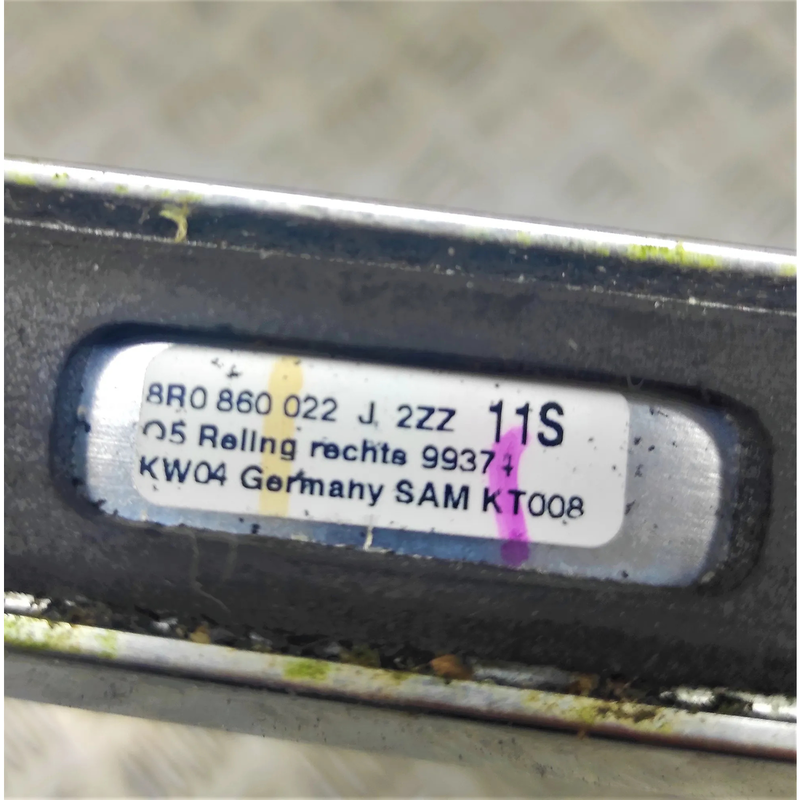 8R0 860 022 J 2ZZ 11S
Q5 Reling rechts 9937
KW04 Germany SAM KT008